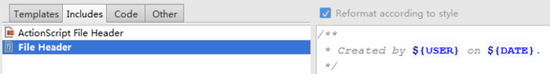 Templates Includes Code Other
Reformat according to style
ActionScript File Header
File Header
/**
* Created by ${USER} on ${DATE}.
*/